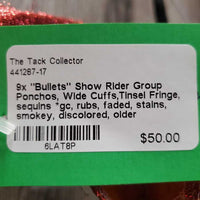 The Tack Collector
441287-17
9x "Bullets" Show Rider Group
Ponchos, Wide Cuffs,Tinsel Fringe,
sequins *gc, rubs, faded, stains,
smokey, discolored, older
$50.00
6LAT8P